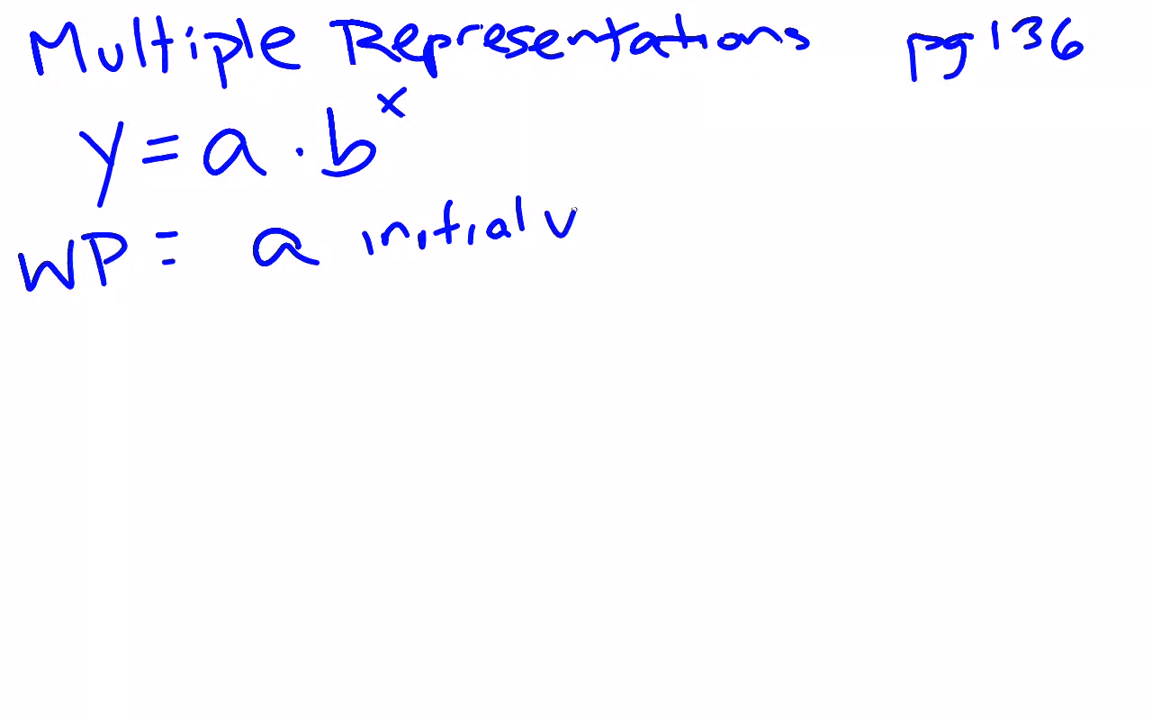 Multiple Representations pg 136
y = a · b^x
WP = a initial v